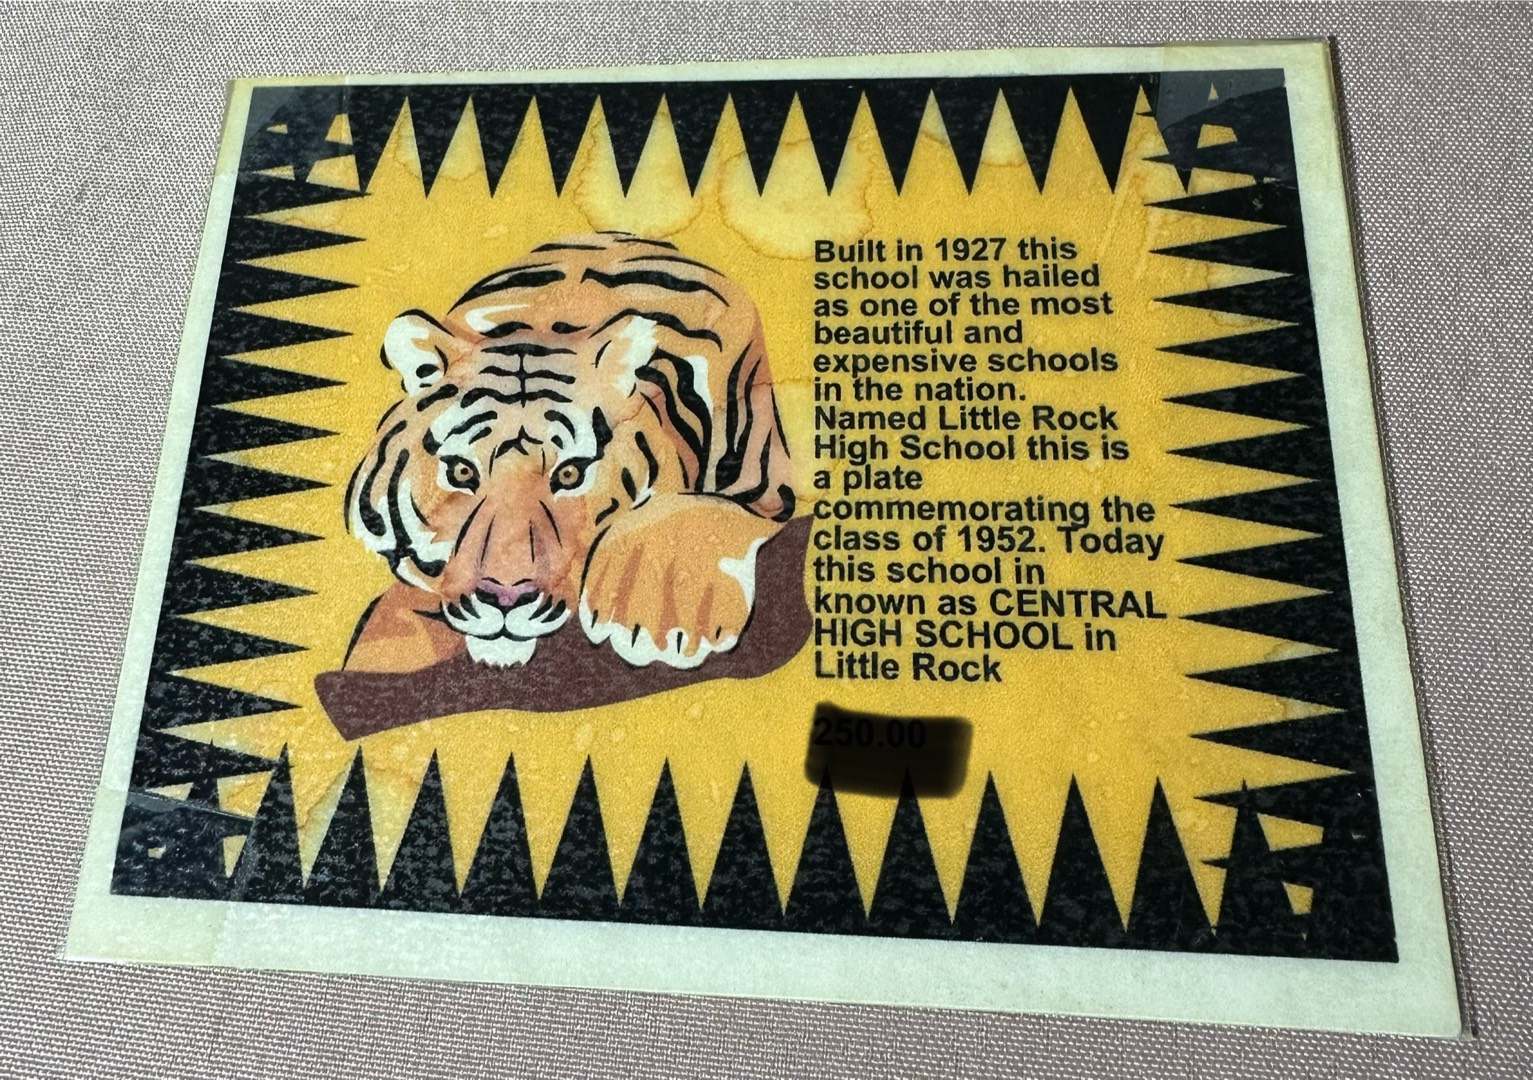 Built in 1927 this
school was hailed
as one of the most
beautiful and
expensive schools
in the nation.
Named Little Rock
High School this is
a plate
commemorating the
class of 1952. Today
this school in
known as CENTRAL
HIGH SCHOOL in
Little Rock
250.00